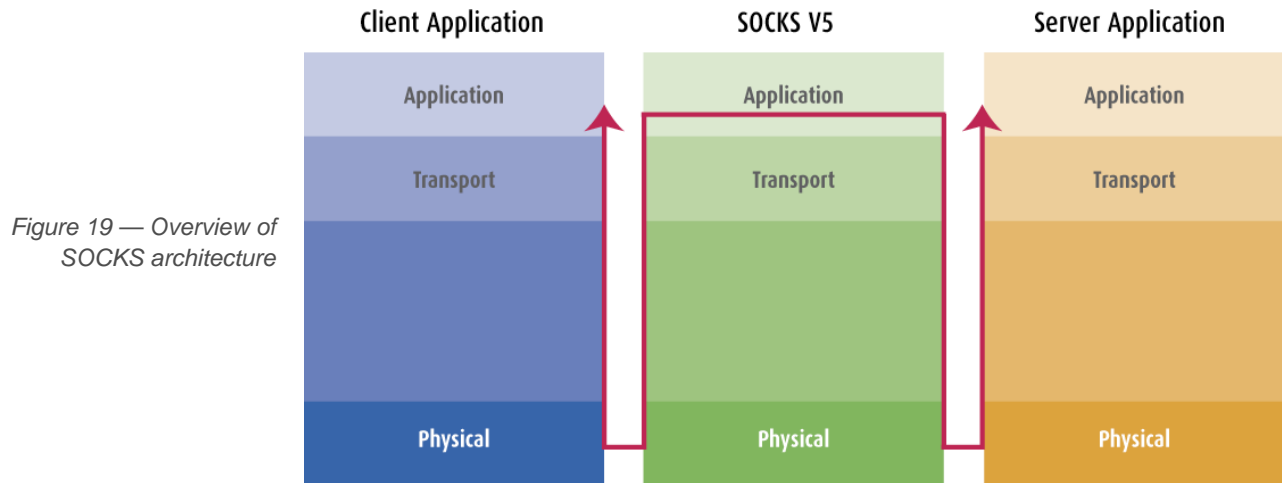 Client Application
SOCKS V5
Server Application
Application
Application
Application
Transport
Transport
Transport
Figure 19 — Overview of
SOCKS architecture
Physical
Physical
Physical